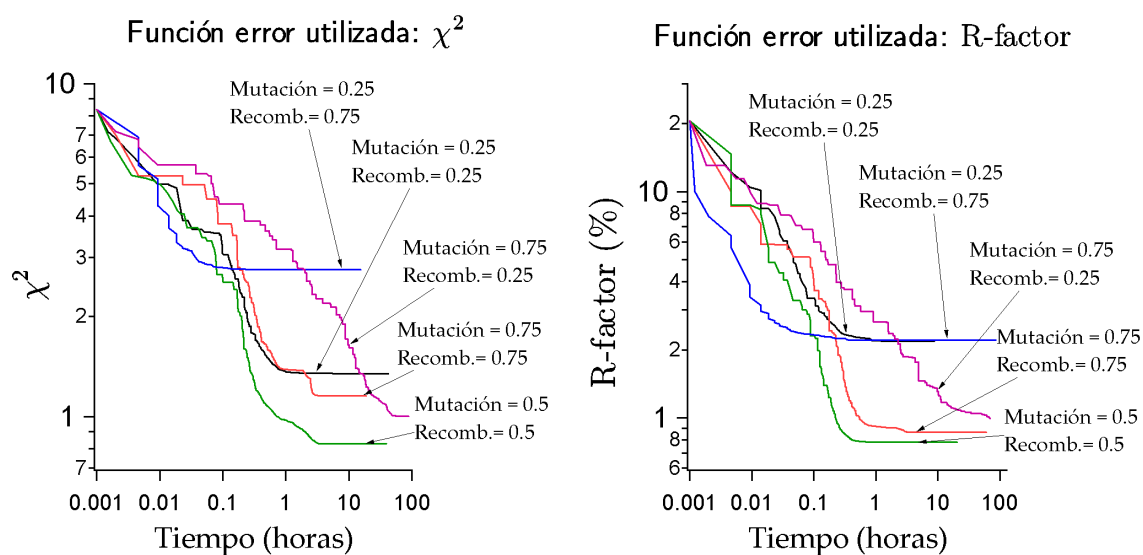 Función error utilizada: χ²
χ²
10
7
6
5
4
3
2
1
7
0.001 0.01 0.1 1 10 100
Tiempo (horas)
Mutación = 0.25
Recomb.= 0.75
Mutación = 0.25
Recomb.= 0.25
Mutación = 0.75
Recomb.= 0.25
Mutación = 0.75
Recomb.= 0.75
Mutación = 0.5
Recomb.= 0.5
Función error utilizada: R-factor
R-factor (%)
2
10
8
6
4
2
1
8
6
0.001 0.01 0.1 1 10 100
Tiempo (horas)
Mutación = 0.25
Recomb.= 0.25
Mutación = 0.25
Recomb.= 0.75
Mutación = 0.75
Recomb.= 0.25
Mutación = 0.75
Recomb.= 0.75
Mutación = 0.5
Recomb.= 0.5